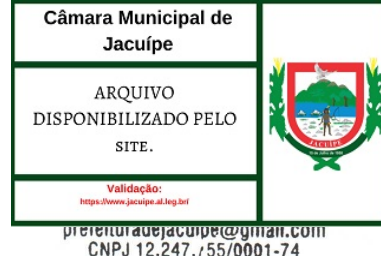 Câmara Municipal de
Jacuípe
ARQUIVO
DISPONIBILIZADO PELO
SITE.
JACUÍPE
Validação:
https://www.jacuipe.al.leg.br/
prefeituradejacuipe@gmail.com
CNPJ 12.247.755/0001-74